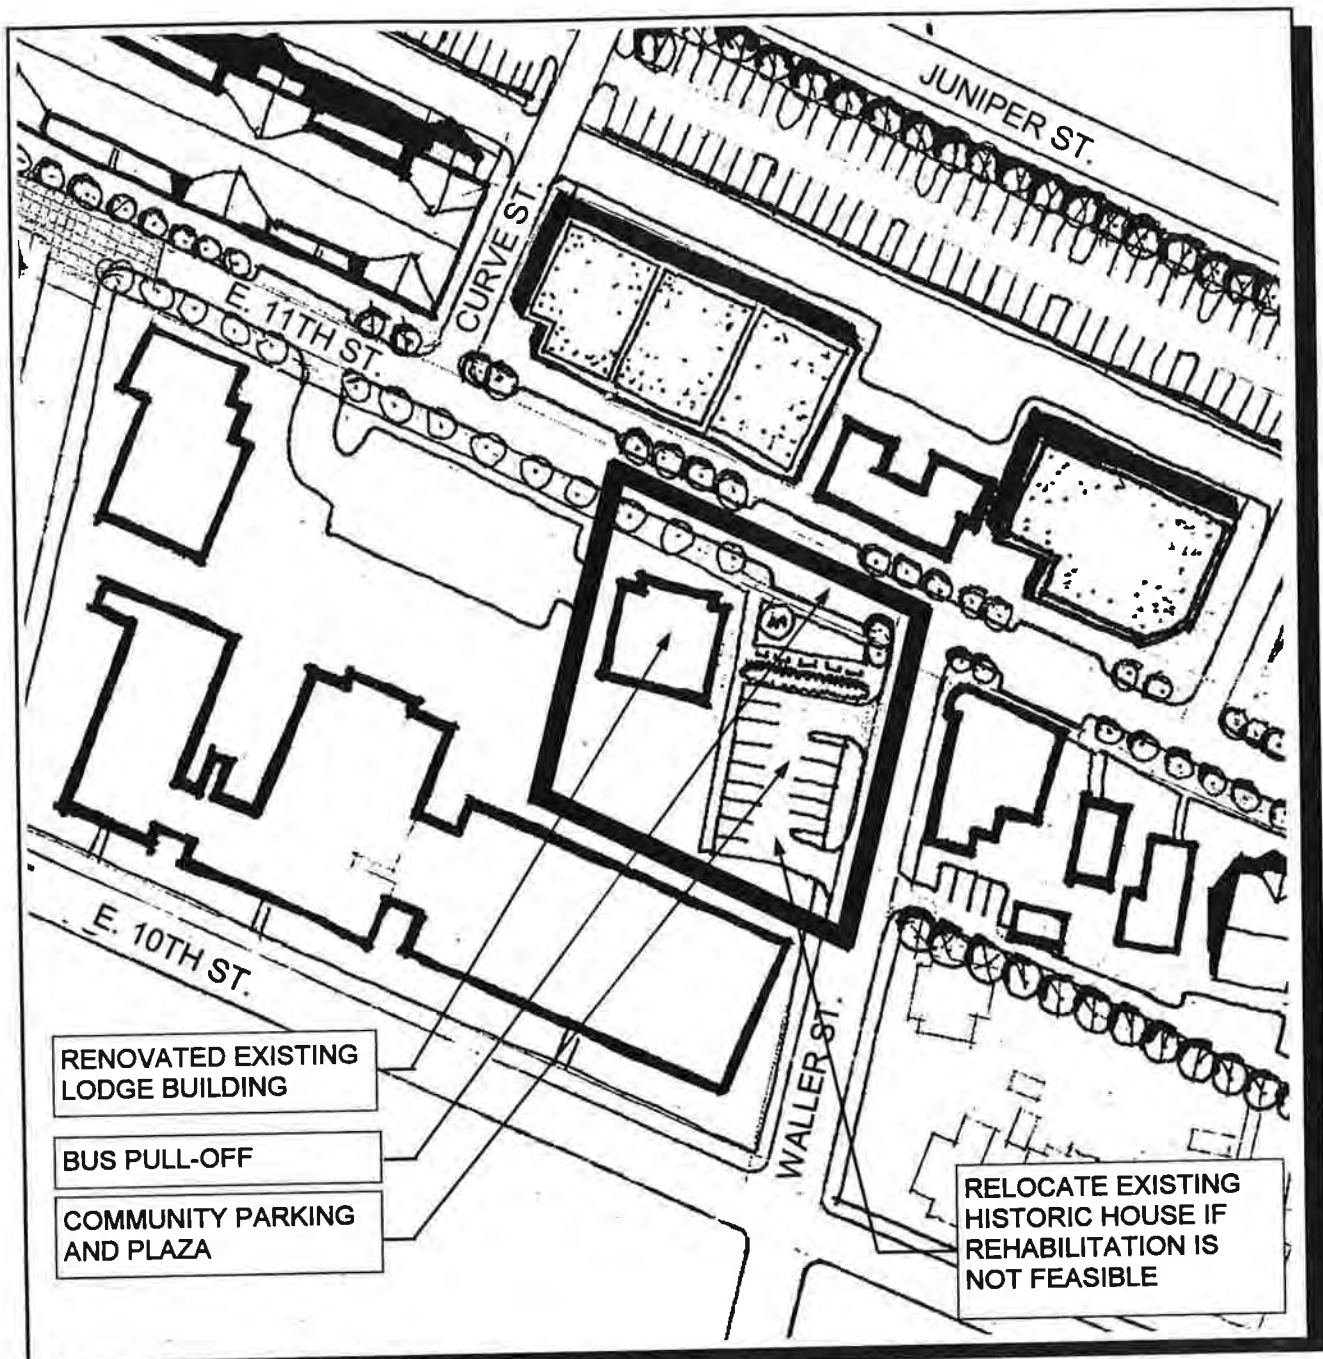 JUNIPER ST.
CURVE ST.
E. 11TH ST.
E. 10TH ST.
WALLER ST.
RENOVATED EXISTING
LODGE BUILDING
BUS PULL-OFF
COMMUNITY PARKING
AND PLAZA
RELOCATE EXISTING
HISTORIC HOUSE IF
REHABILITATION IS
NOT FEASIBLE